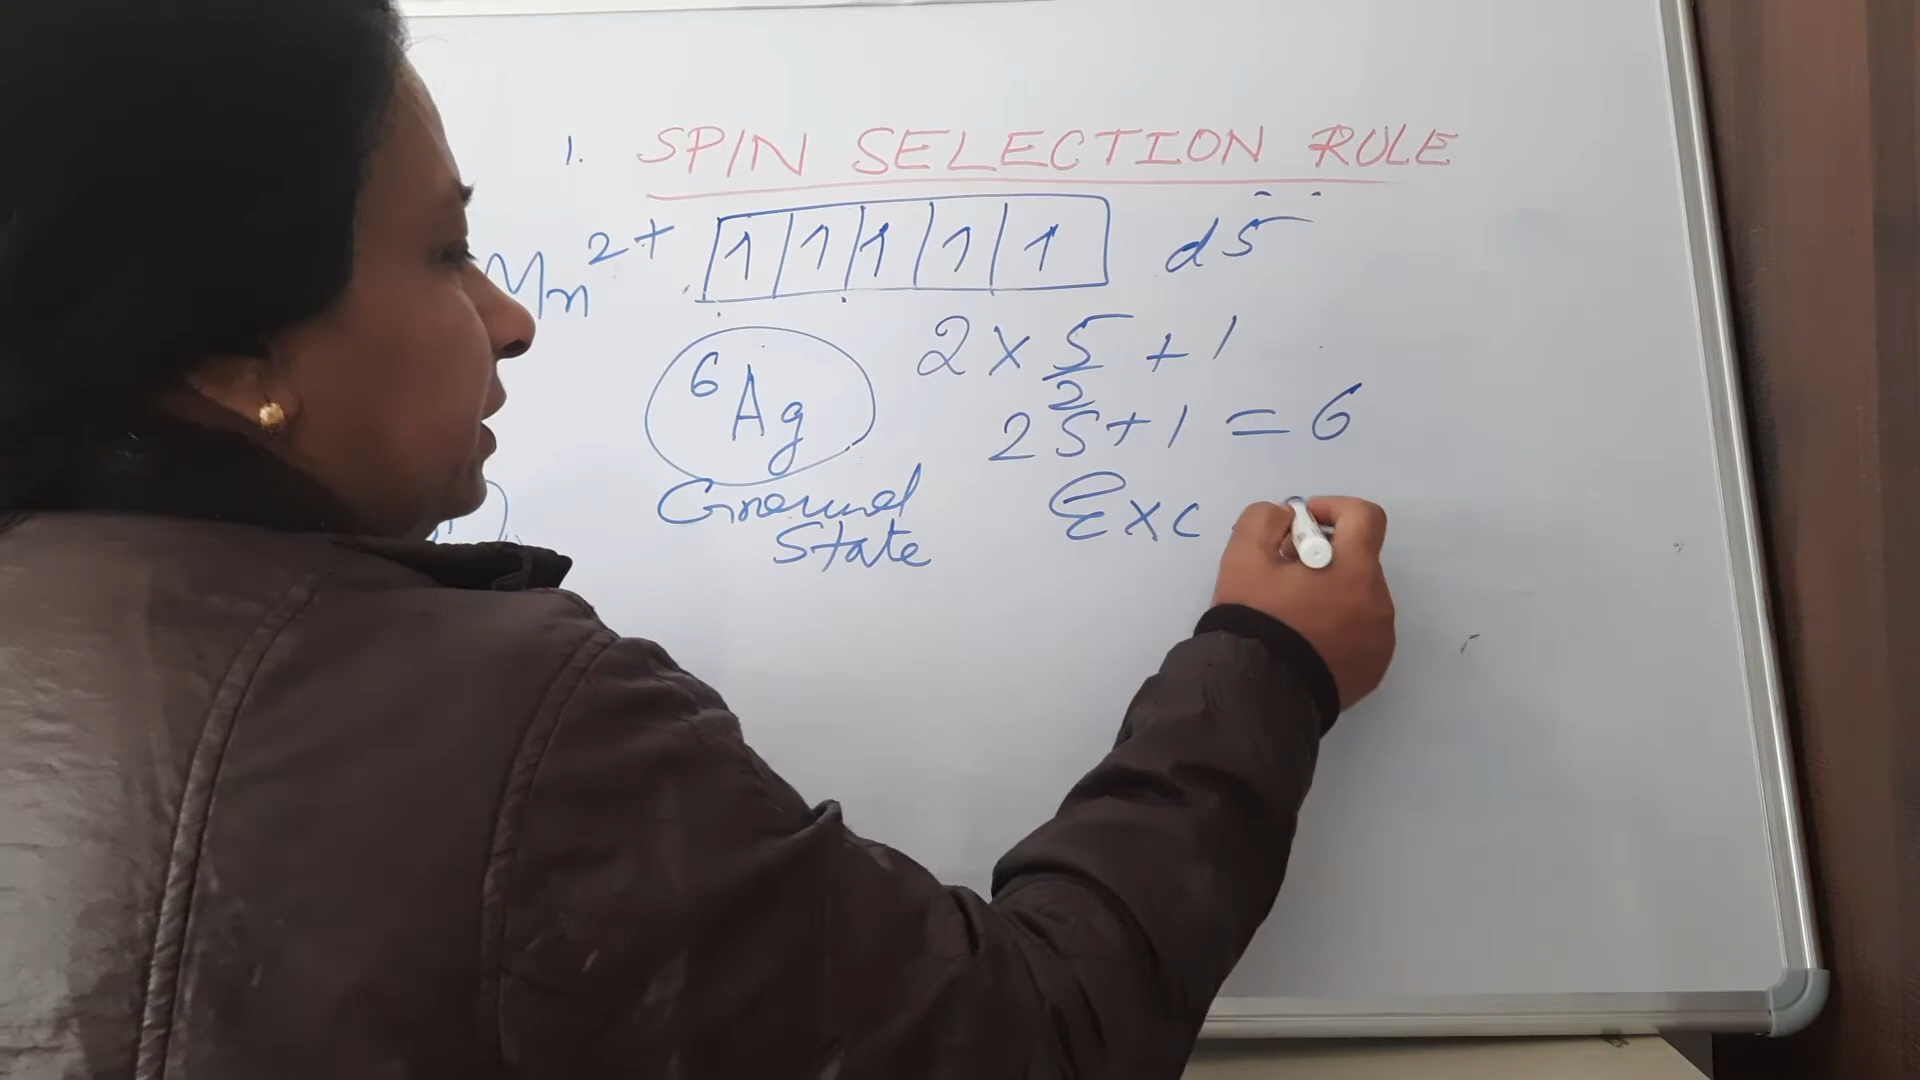 1. SPIN SELECTION RULE
Mn2+ 1 1 1 1 1 d5
6Ag 2 x 5/2 + 1
2S+1 = 6
Ground Exc
State